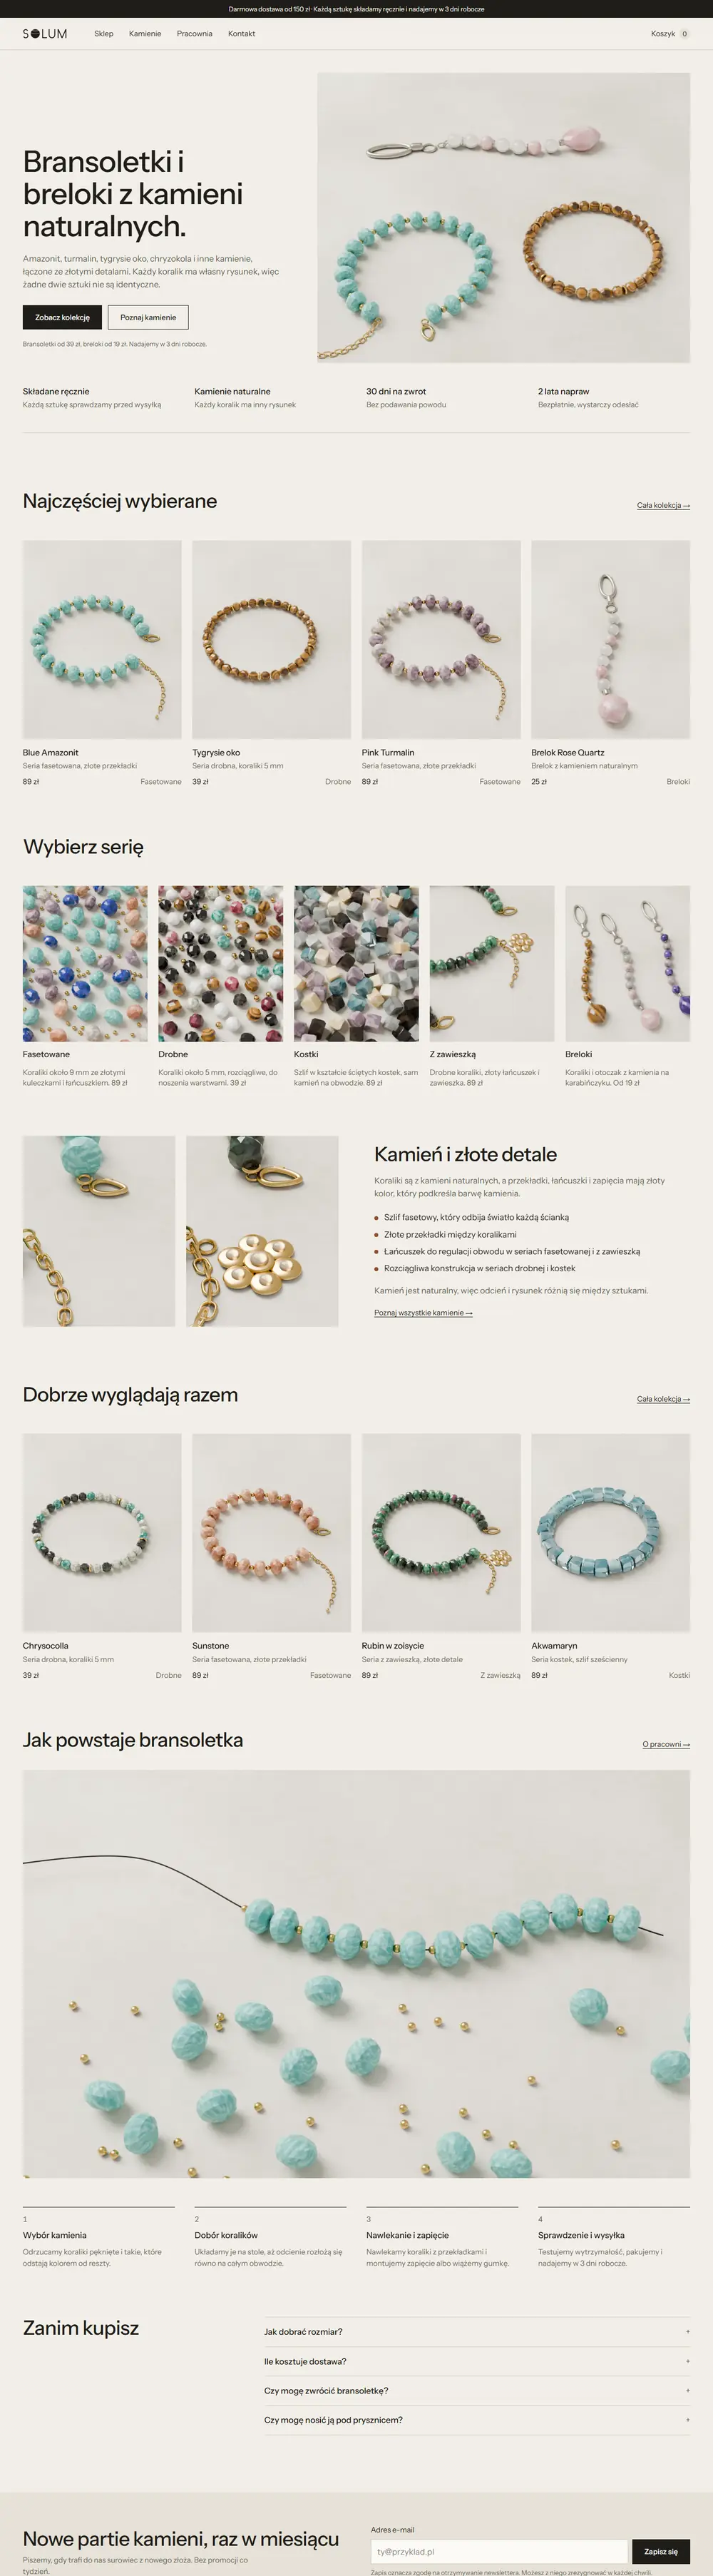 Darmowa dostawa od 150 zł · Każdą sztukę składamy ręcznie i nadajemy w 3 dni robocze
SOLUM
Sklep
Kamienie
Pracownia
Kontakt
Koszyk 0
Bransoletki i
breloki z kamieni
naturalnych.
Amazonit, turmalin, tygrysie oko, chryzokola i inne kamienie,
łączone ze złotymi detalami. Każdy koralik ma własny rysunek, więc
żadne dwie sztuki nie są identyczne.
Zobacz kolekcję
Poznaj kamienie
Bransoletki od 39 zł, breloki od 19 zł. Nadajemy w 3 dni robocze.
Składane ręcznie
Każdą sztukę sprawdzamy przed wysyłką
Kamienie naturalne
Każdy koralik ma inny rysunek
30 dni na zwrot
Bez podawania powodu
2 lata napraw
Bezpłatnie, wystarczy odesłać
Najczęściej wybierane
Cała kolekcja →
Blue Amazonit
Seria fasetowana, złote przekładki
89 zł
Fasetowane
Tygrysie oko
Seria drobna, koraliki 5 mm
39 zł
Drobne
Pink Turmalin
Seria fasetowana, złote przekładki
89 zł
Fasetowane
Brelok Rose Quartz
Brelok z kamieniem naturalnym
25 zł
Breloki
Wybierz serię
Fasetowane
Koraliki około 9 mm ze złotymi
kuleczkami i łańcuszkiem. 89 zł
Drobne
Koraliki około 5 mm, rozciągliwe, do
noszenia warstwami. 39 zł
Kostki
Szlif w kształcie ściętych kostek, sam
kamień na obwodzie. 89 zł
Z zawieszką
Drobne koraliki, złoty łańcuszek i
zawieszka. 89 zł
Breloki
Koraliki i otoczak z kamienia na
karabińczyku. Od 19 zł
Kamień i złote detale
Koraliki są z kamieni naturalnych, a przekładki, łańcuszki i zapięcia mają złoty
kolor, który podkreśla barwę kamienia.
Szlif fasetowy, który odbija światło każdą ścianką
Złote przekładki między koralikami
Łańcuszek do regulacji obwodu w seriach fasetowanej i z zawieszką
Rozciągliwa konstrukcja w seriach drobnej i kostek
Kamień jest naturalny, więc odcień i rysunek różnią się między sztukami.
Poznaj wszystkie kamienie →
Dobrze wyglądają razem
Cała kolekcja →
Chrysocolla
Seria drobna, koraliki 5 mm
39 zł
Drobne
Sunstone
Seria fasetowana, złote przekładki
89 zł
Fasetowane
Rubin w zoisycie
Seria z zawieszką, złote detale
89 zł
Z zawieszką
Akwamaryn
Seria kostek, szlif sześcienny
89 zł
Kostki
Jak powstaje bransoletka
O pracowni →
1
Wybór kamienia
Odrzucamy koraliki pęknięte i takie, które
odstają kolorem od reszty.
2
Dobór koralików
Układamy je na stole, aż odcienie rozłożą się
równo na całym obwodzie.
3
Nawlekanie i zapięcie
Nawlekamy koraliki z przekładkami i
montujemy zapięcie albo wiążemy gumkę.
4
Sprawdzenie i wysyłka
Testujemy wytrzymałość, pakujemy i
nadajemy w 3 dni robocze.
Zanim kupisz
Jak dobrać rozmiar? +
Ile kosztuje dostawa? +
Czy mogę zwrócić bransoletkę? +
Czy mogę nosić ją pod prysznicem? +
Nowe partie kamieni, raz w miesiącu
Piszemy, gdy trafi do nas surowiec z nowego złoża. Bez promocji co
tydzień.
Adres e-mail
ty@przyklad.pl
Zapisz się
Zapis oznacza zgodę na otrzymywanie newslettera. Możesz z niego zrezygnować w każdej chwili.